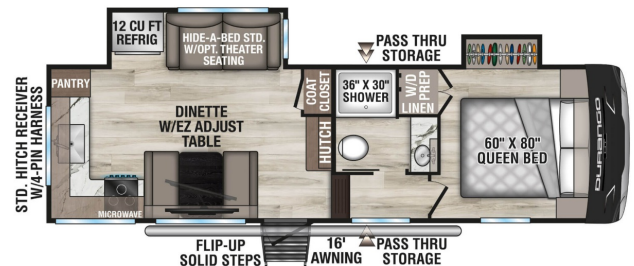 12 CU FT
REFRIG
HIDE-A-BED STD.
W/OPT. THEATER
SEATING
PASS THRU
STORAGE
PANTRY
COAT
CLOSET
36" X 30"
SHOWER
W/D
PREP
LINEN
STD. HITCH RECEIVER
W/4-PIN HARNESS
DINETTE
W/EZ ADJUST
TABLE
HUTCH
60" X 80"
QUEEN BED
DURANGO
MICROWAVE
FLIP-UP
SOLID STEPS
16'
AWNING
PASS THRU
STORAGE